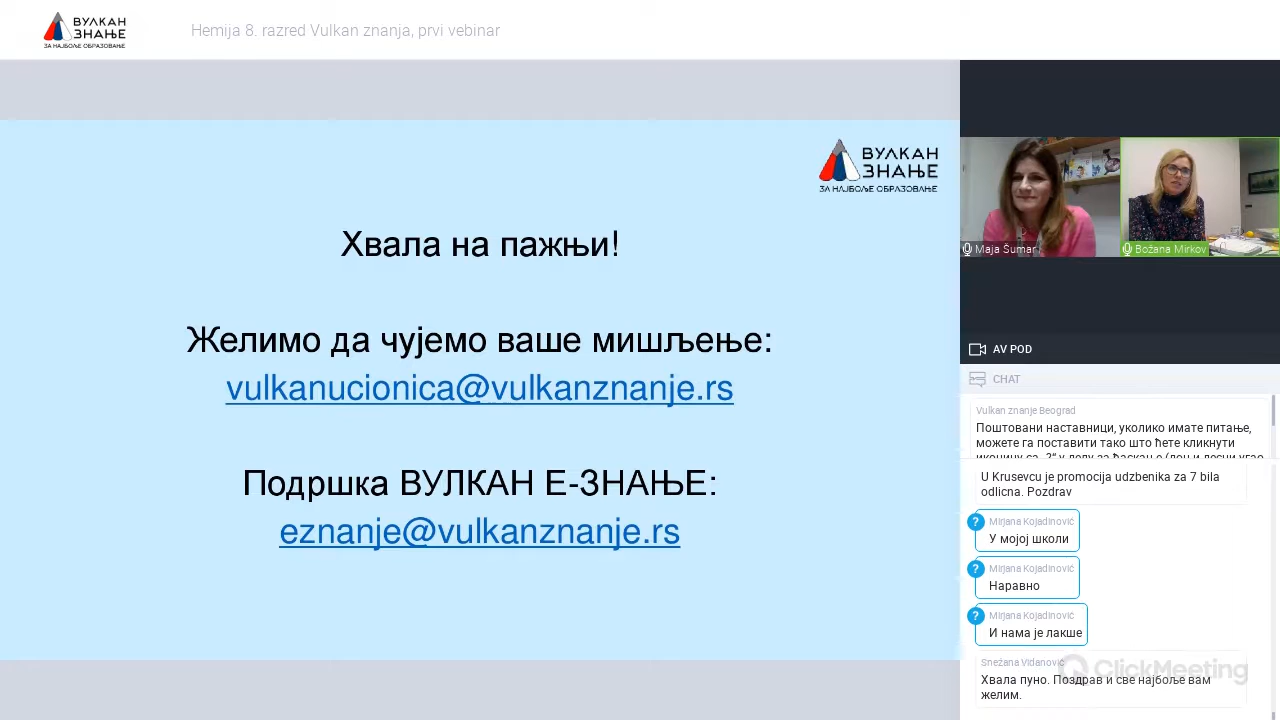 ВУЛКАН
ЗНАЊЕ
ЗА НАЈБОЉЕ ОБРАЗОВАЊЕ
Hemija 8. razred Vulkan znanja, prvi vebinar
ВУЛКАН
ЗНАЊЕ
ЗА НАЈБОЉЕ ОБРАЗОВАЊЕ
Хвала на пажњи!
Желимо да чујемо ваше мишљење:
vulkanucionica@vulkanznanje.rs
Подршка ВУЛКАН Е-ЗНАЊЕ:
eznanje@vulkanznanje.rs
Maja Šumar
Božana Mirkov
AV POD
CHAT
Vulkan znanje Beograd
Поштовани наставници, уколико имате питање,
можете га поставити тако што ћете кликнути
U Krusevcu je promocija udzbenika za 7 bila
odlicna. Pozdrav
? Mirjana Kojadinović
У мојој школи
? Mirjana Kojadinović
Наравно
? Mirjana Kojadinović
И нама је лакше
Snežana Vidanović
Хвала пуно. Поздрав и све најбоље вам
желим.
ClickMeeting